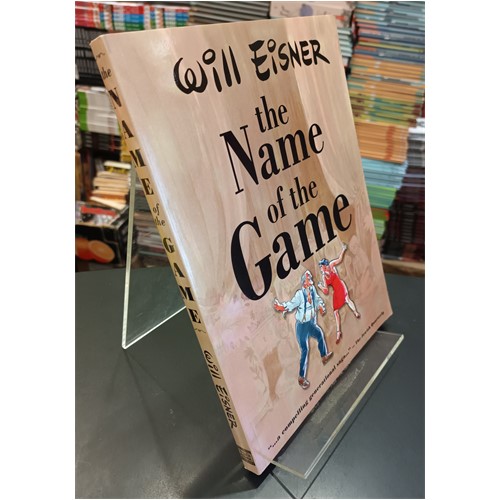 Will EISNER
the
Name
of the
Game
"...a compelling generational saga..."
the NAME of the GAME
Will EISNER